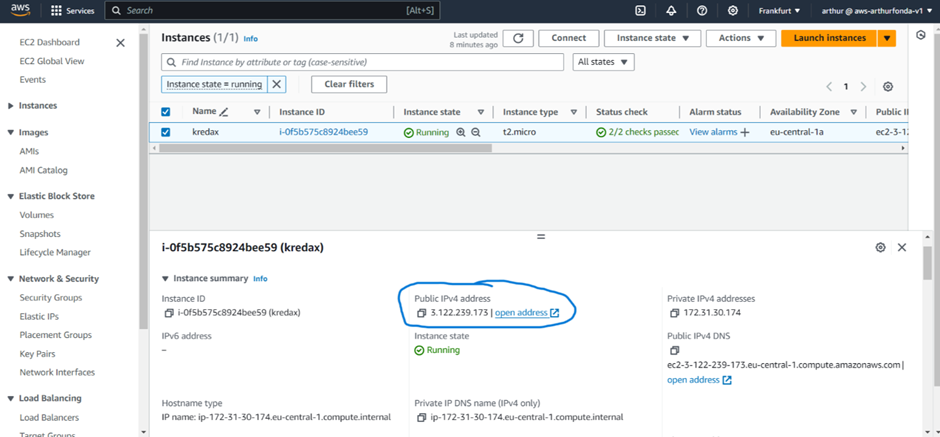 aws Services Search [Alt+S] Frankfurt arthur @ aws-arthurfonda-v1
EC2 Dashboard
EC2 Global View
Events
Instances
Images
AMIs
AMI Catalog
Elastic Block Store
Volumes
Snapshots
Lifecycle Manager
Network & Security
Security Groups
Elastic IPs
Placement Groups
Key Pairs
Network Interfaces
Load Balancing
Load Balancers
Target Groups
Instances (1/1) Info
Last updated
8 minutes ago
Connect Instance state Actions Launch instances
Find Instance by attribute or tag (case-sensitive) All states
Instance state = running Clear filters 1
Name Instance ID Instance state Instance type Status check Alarm status Availability Zone Public I
kredax i-0f5b575c8924bee59 Running t2.micro 2/2 checks passec View alarms + eu-central-1a ec2-3-12
i-0f5b575c8924bee59 (kredax)
Instance summary Info
Instance ID Public IPv4 address Private IPv4 addresses
i-0f5b575c8924bee59 (kredax) 3.122.239.173 | open address 172.31.30.174
IPv6 address Instance state Public IPv4 DNS
– Running
ec2-3-122-239-173.eu-central-1.compute.amazonaws.com |
open address
Hostname type Private IP DNS name (IPv4 only)
IP name: ip-172-31-30-174.eu-central-1.compute.internal ip-172-31-30-174.eu-central-1.compute.internal